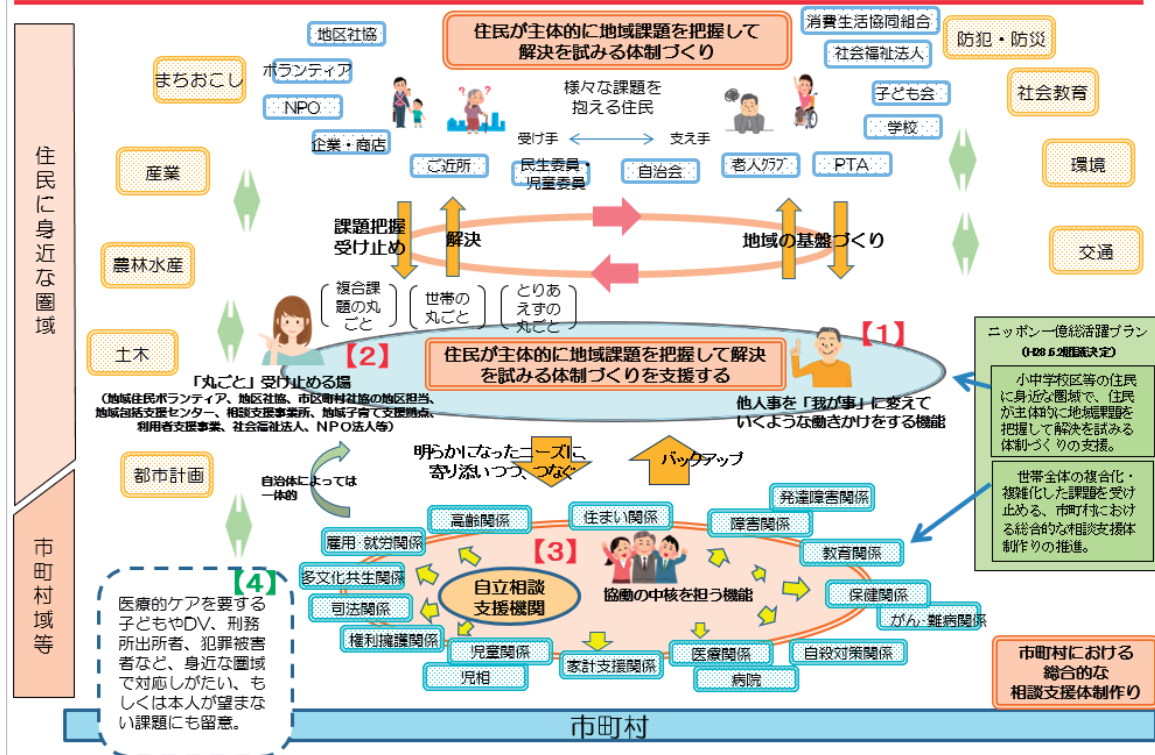 住民に身近な圏域
市町村域等
住民が主体的に地域課題を把握して
解決を試みる体制づくり
様々な課題を
抱える住民
受け手
支え手
地区社協
ボランティア
NPO
企業・商店
ご近所
民生委員・
児童委員
自治会
老人クラブ
PTA
消費生活協同組合
社会福祉法人
子ども会
学校
まちおこし
産業
農林水産
土木
都市計画
防犯・防災
社会教育
環境
交通
課題把握
受け止め
解決
地域の基盤づくり
複合課
題の丸
ごと
世帯の
丸ごと
とりあ
えずの
丸ごと
【1】
【2】
住民が主体的に地域課題を把握して解決
を試みる体制づくりを支援する
「丸ごと」受け止める場
(地域住民ボランティア、地区社協、市区町村社協の地区担当、
地域包括支援センター、相談支援事業所、地域子育て支援拠点、
利用者支援事業、社会福祉法人、NPO法人等)
他人事を「我が事」に変えて
いくような働きかけをする機能
ニッポン一億総活躍プラン
(H28.6.2閣議決定)
小中学校区等の住民
に身近な圏域で、住民
が主体的に地域課題を
把握して解決を試みる
体制づくりの支援。
世帯全体の複合化・
複雑化した課題を受け
止める、市町村におけ
る総合的な相談支援体
制作りの推進。
自治体によっては
一体的
明らかになったニーズに、
寄り添いつつ、つなぐ
バックアップ
【3】
自立相談
支援機関
協働の中核を担う機能
高齢関係
住まい関係
障害関係
発達障害関係
雇用・就労関係
教育関係
多文化共生関係
保健関係
司法関係
がん・難病関係
権利擁護関係
自殺対策関係
児童関係
児相
家計支援関係
医療関係
病院
【4】
医療的ケアを要する
子どもやDV、刑務
所出所者、犯罪被害
者など、身近な圏域
で対応しがたい、も
しくは本人が望まな
い課題にも留意。
市町村における
総合的な
相談支援体制作り
市町村